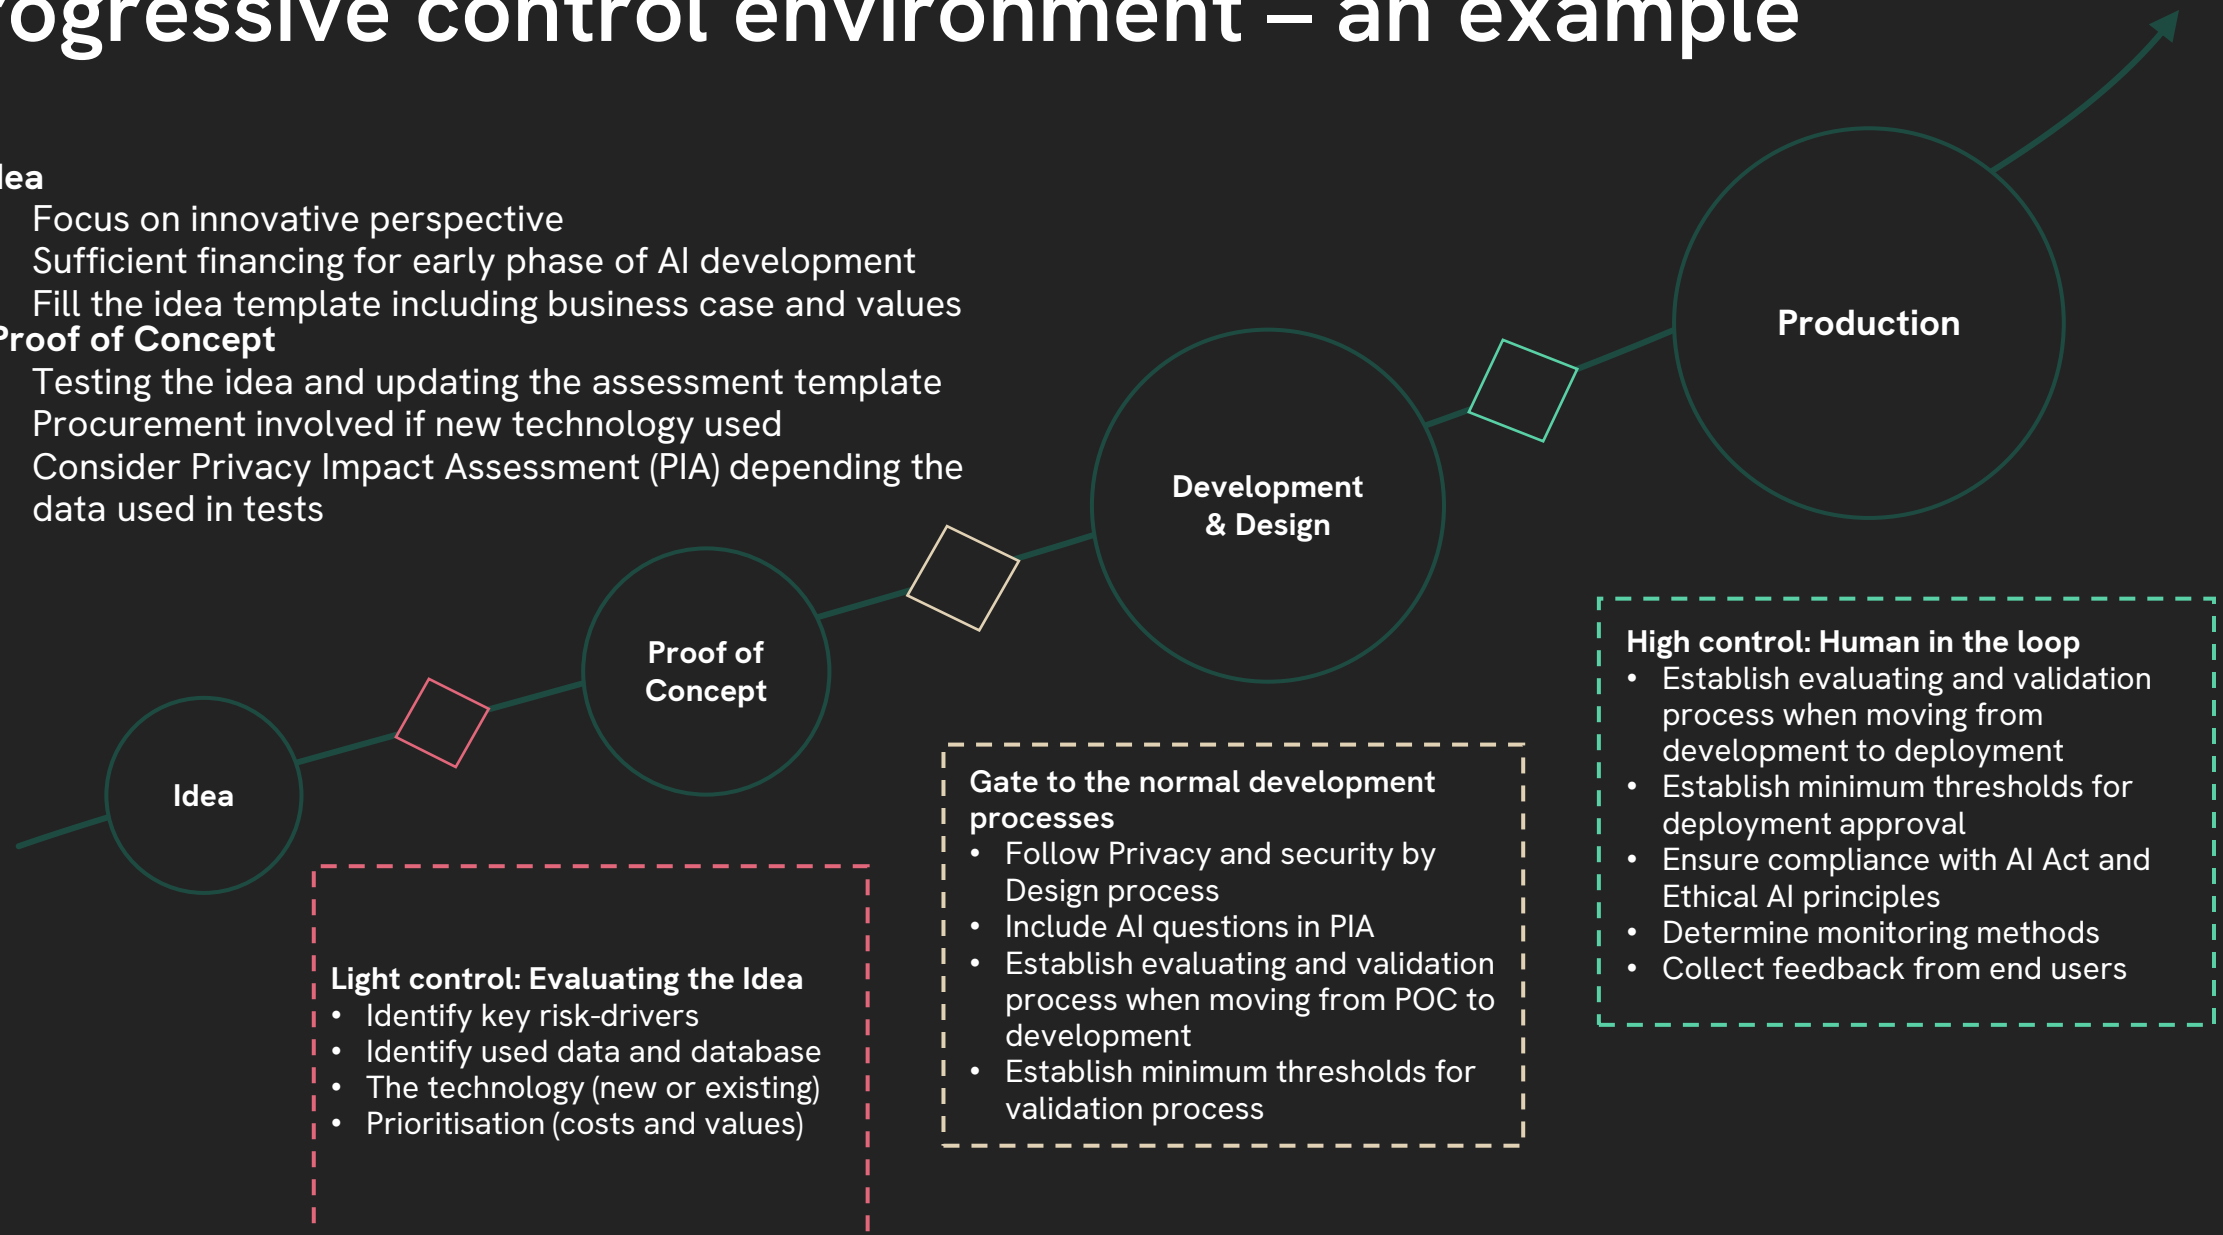 rogressive control environment – an example
dea
Focus on innovative perspective
Sufficient financing for early phase of AI development
Fill the idea template including business case and values
Proof of Concept
Testing the idea and updating the assessment template
Procurement involved if new technology used
Consider Privacy Impact Assessment (PIA) depending the
data used in tests
Idea
Proof of
Concept
Development
& Design
Production
Light control: Evaluating the Idea
• Identify key risk-drivers
• Identify used data and database
• The technology (new or existing)
• Prioritisation (costs and values)
Gate to the normal development
processes
• Follow Privacy and security by
Design process
• Include AI questions in PIA
• Establish evaluating and validation
process when moving from POC to
development
• Establish minimum thresholds for
validation process
High control: Human in the loop
• Establish evaluating and validation
process when moving from
development to deployment
• Establish minimum thresholds for
deployment approval
• Ensure compliance with AI Act and
Ethical AI principles
• Determine monitoring methods
• Collect feedback from end users